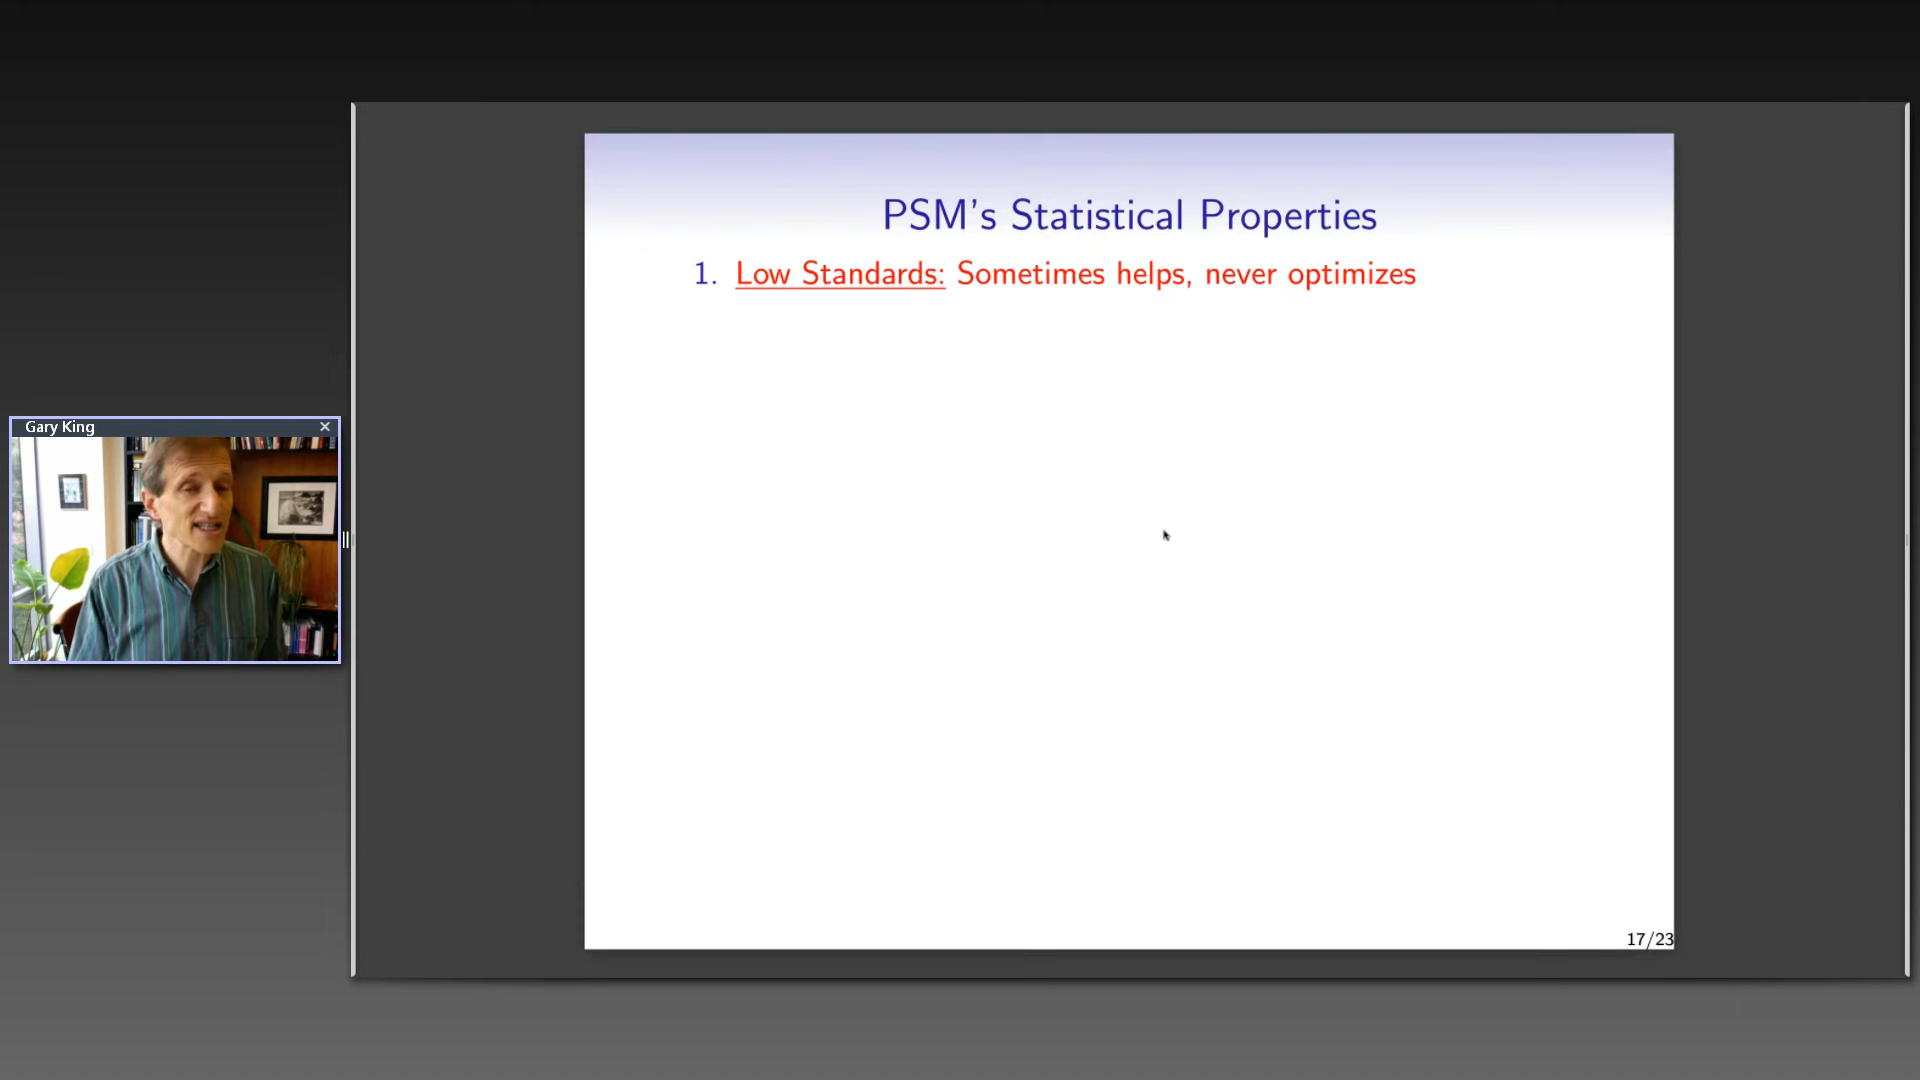 PSM's Statistical Properties
1. Low Standards: Sometimes helps, never optimizes
Gary King
17/23